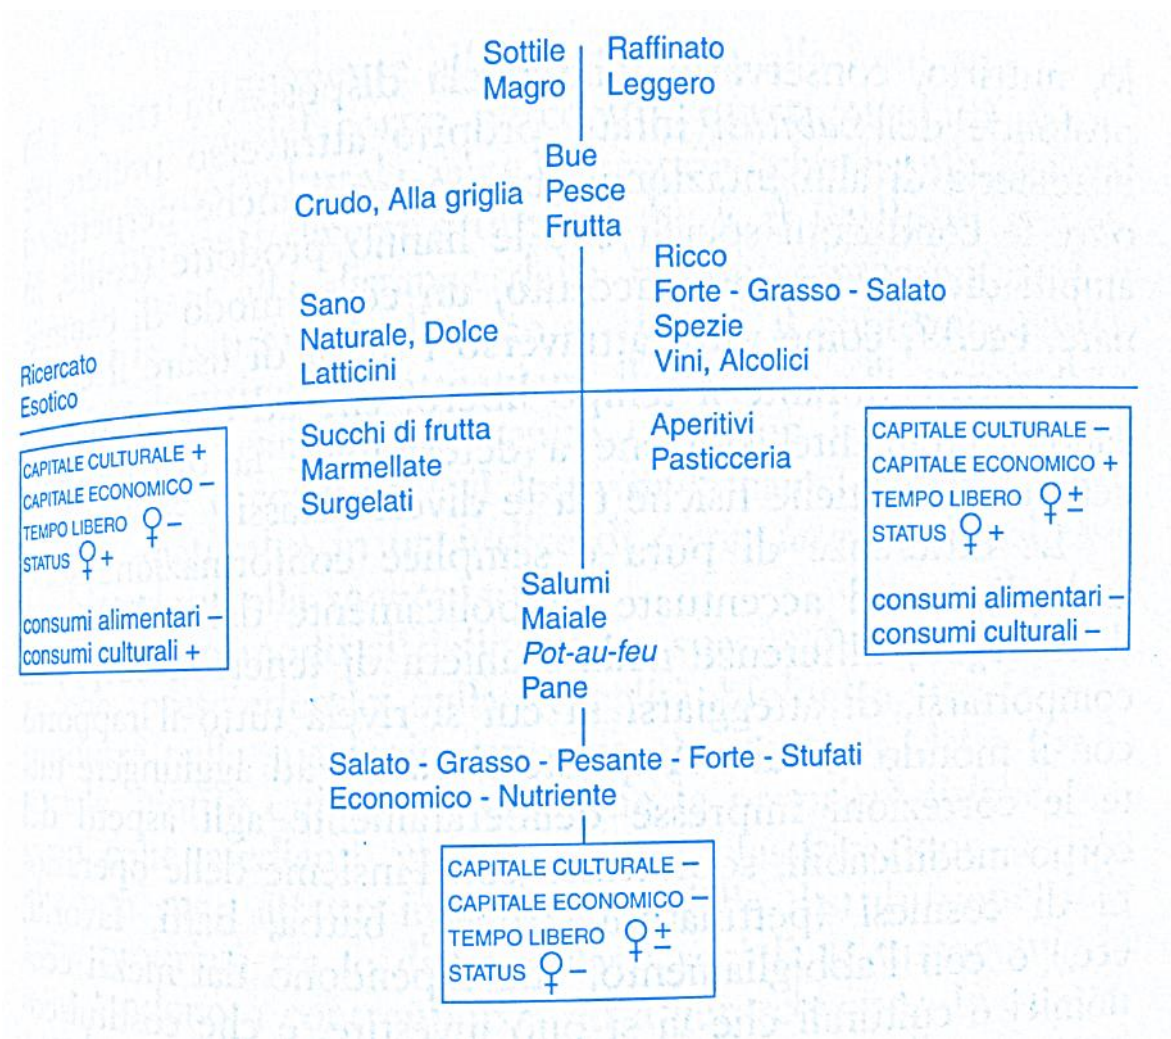 Sottile
Magro
Raffinato
Leggero
Bue
Crudo, Alla griglia Pesce
Frutta
Ricco
Forte - Grasso - Salato
Spezie
Vini, Alcolici
Sano
Naturale, Dolce
Latticini
Ricercato
Esotico
Succhi di frutta
Marmellate
Surgelati
Aperitivi
Pasticceria
CAPITALE CULTURALE +
CAPITALE ECONOMICO –
TEMPO LIBERO ♀ –
STATUS ♀ +
consumi alimentari –
consumi culturali +
CAPITALE CULTURALE –
CAPITALE ECONOMICO +
TEMPO LIBERO ♀ ±
STATUS ♀ +
consumi alimentari –
consumi culturali –
Salumi
Maiale
Pot-au-feu
Pane
Salato - Grasso - Pesante - Forte - Stufati
Economico - Nutriente
CAPITALE CULTURALE –
CAPITALE ECONOMICO –
TEMPO LIBERO ♀ ±
STATUS ♀ –